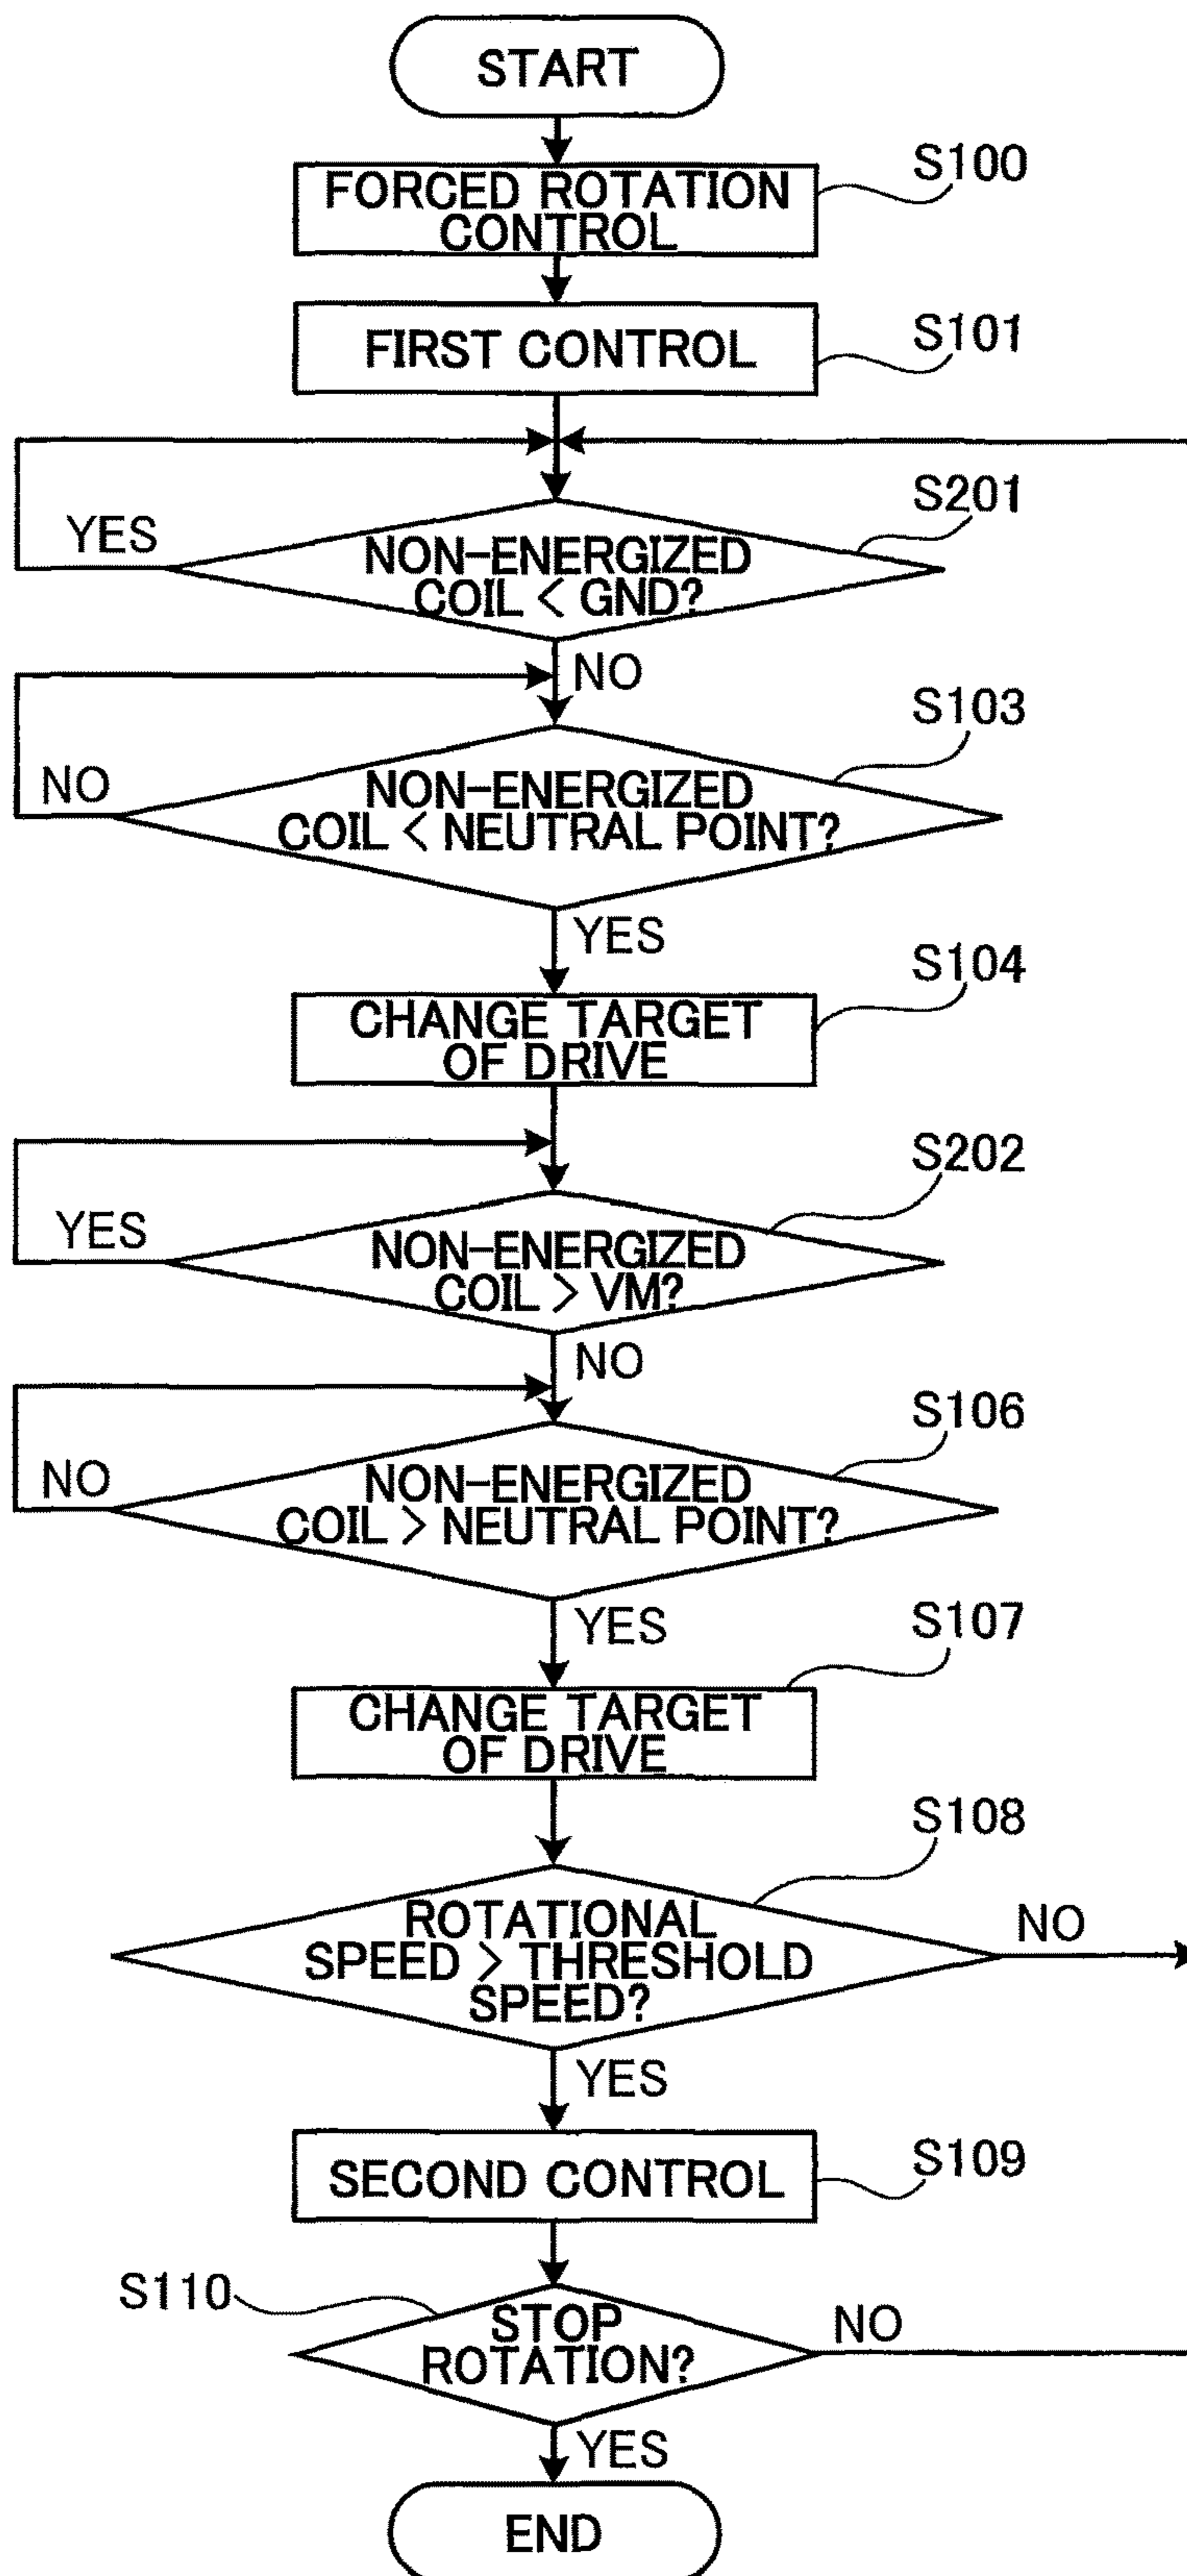 START
FORCED ROTATION
CONTROL
S100
FIRST CONTROL
S101
S201
YES
NON-ENERGIZED
COIL < GND?
NO
S103
NO
NON-ENERGIZED
COIL < NEUTRAL POINT?
YES
S104
CHANGE TARGET
OF DRIVE
S202
YES
NON-ENERGIZED
COIL > VM?
NO
S106
NO
NON-ENERGIZED
COIL > NEUTRAL POINT?
YES
S107
CHANGE TARGET
OF DRIVE
S108
ROTATIONAL
SPEED > THRESHOLD
SPEED?
NO
YES
SECOND CONTROL
S109
S110
STOP
ROTATION?
NO
YES
END